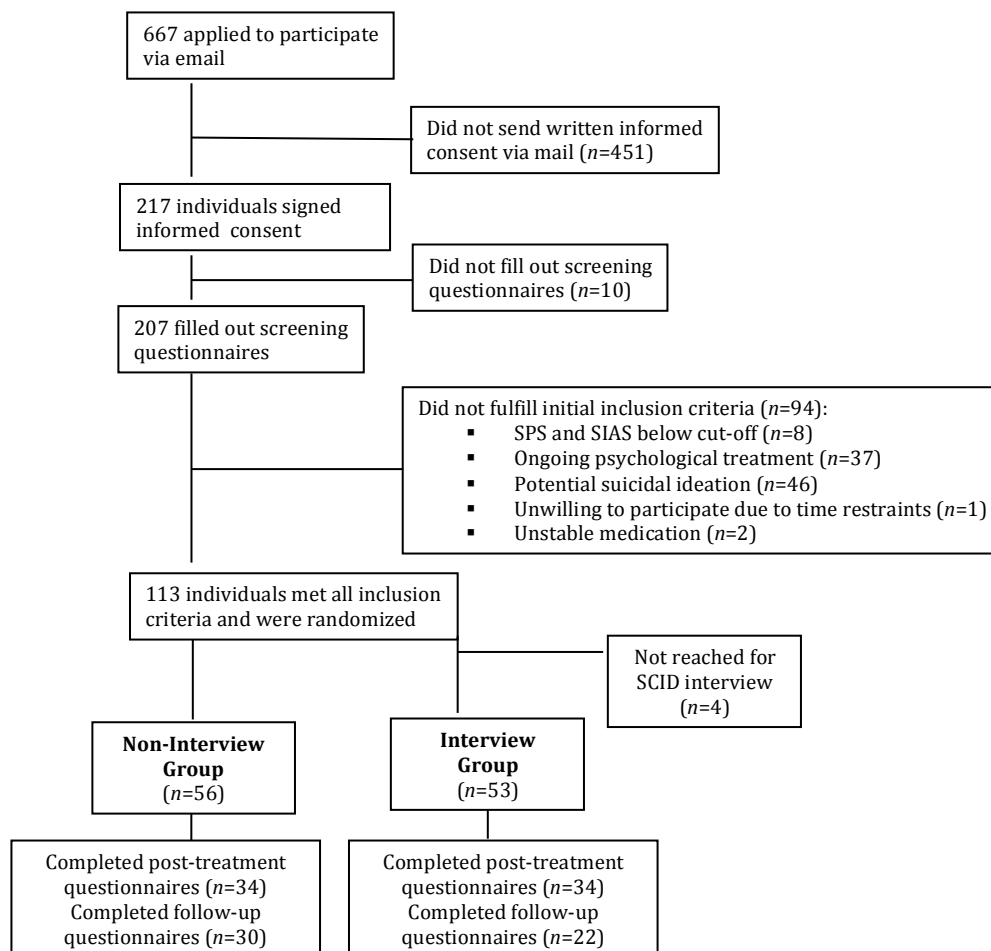 667 applied to participate
via email
Did not send written informed
consent via mail (n=451)
217 individuals signed
informed consent
Did not fill out screening
questionnaires (n=10)
207 filled out screening
questionnaires
Did not fulfill initial inclusion criteria (n=94):
▪ SPS and SIAS below cut-off (n=8)
▪ Ongoing psychological treatment (n=37)
▪ Potential suicidal ideation (n=46)
▪ Unwilling to participate due to time restraints (n=1)
▪ Unstable medication (n=2)
113 individuals met all inclusion
criteria and were randomized
Not reached for
SCID interview
(n=4)
Non-Interview
Group
(n=56)
Interview
Group
(n=53)
Completed post-treatment
questionnaires (n=34)
Completed follow-up
questionnaires (n=30)
Completed post-treatment
questionnaires (n=34)
Completed follow-up
questionnaires (n=22)